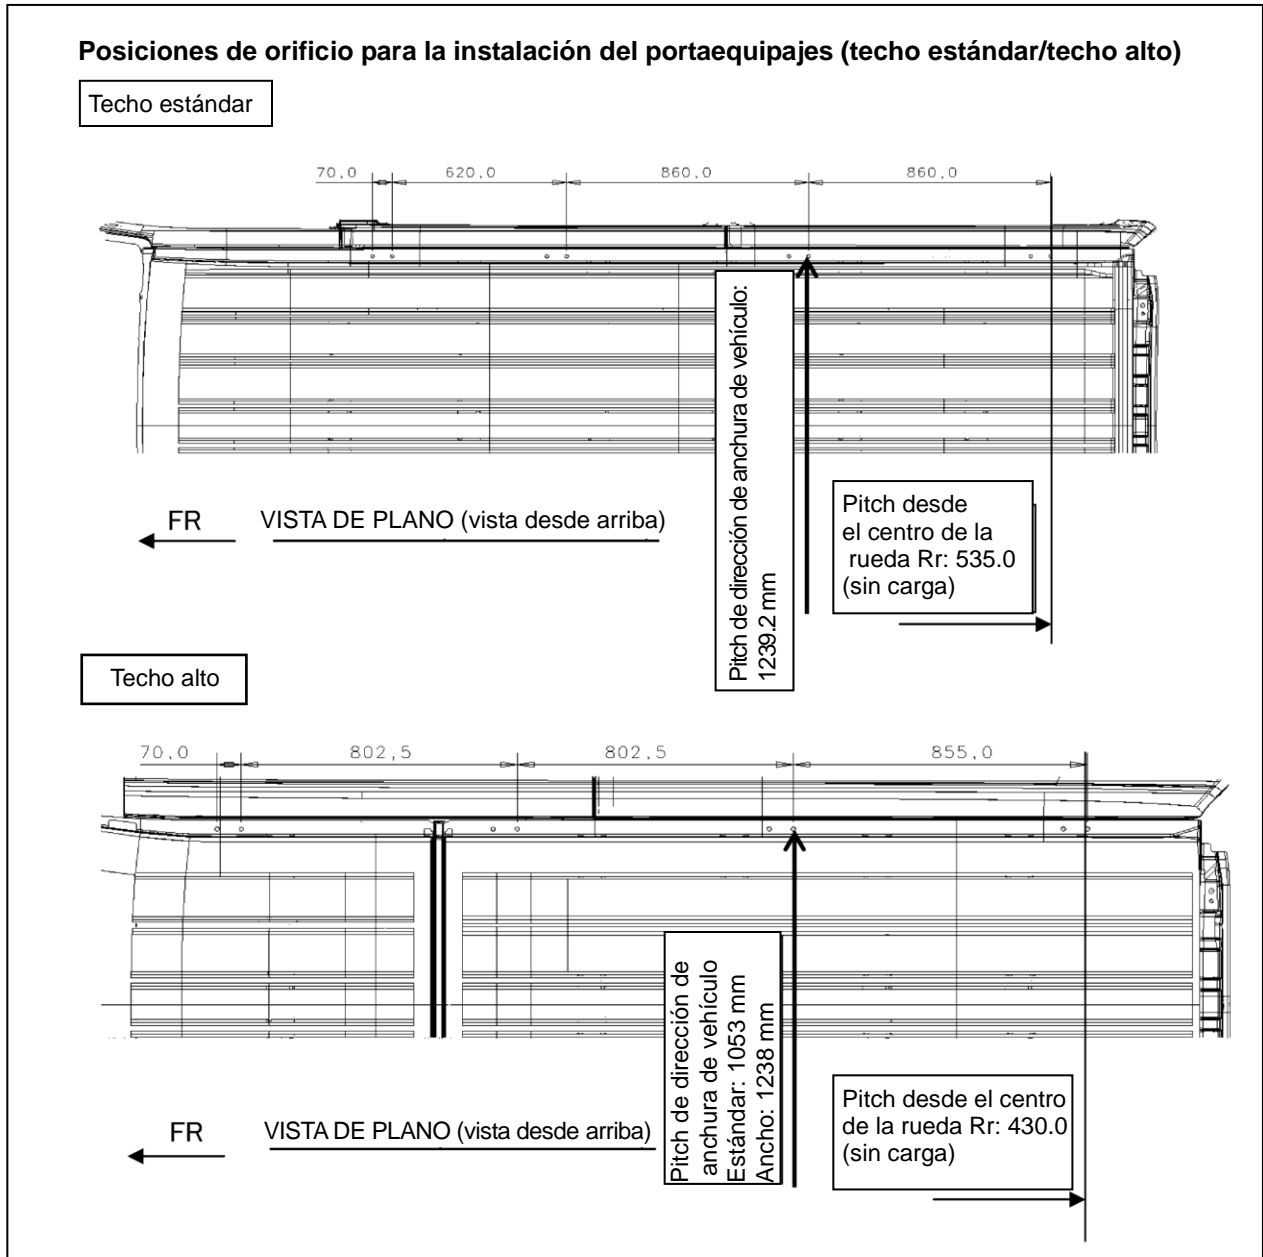 Posiciones de orificio para la instalación del portaequipajes (techo estándar/techo alto)
Techo estándar
70,0
620,0
860,0
860,0
Pitch de dirección de anchura de vehículo:
1239.2 mm
Pitch desde
el centro de la
rueda Rr: 535.0
(sin carga)
FR
VISTA DE PLANO (vista desde arriba)
Techo alto
70,0
802,5
802,5
855,0
Pitch de dirección de
anchura de vehículo
Estándar: 1053 mm
Ancho: 1238 mm
Pitch desde el centro
de la rueda Rr: 430.0
(sin carga)
FR
VISTA DE PLANO (vista desde arriba)